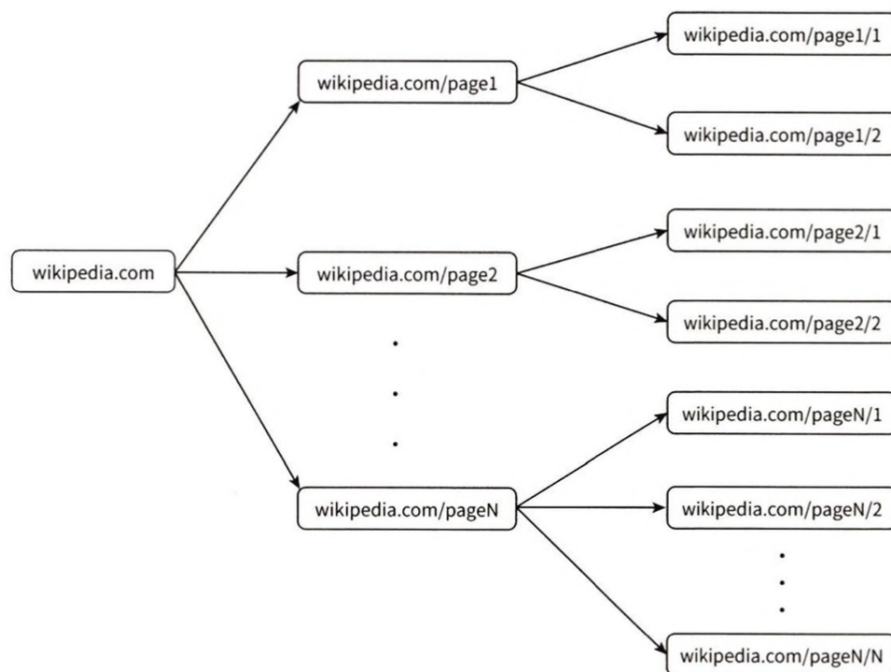 wikipedia.com
wikipedia.com/page1
wikipedia.com/page2
wikipedia.com/pageN
wikipedia.com/page1/1
wikipedia.com/page1/2
wikipedia.com/page2/1
wikipedia.com/page2/2
wikipedia.com/pageN/1
wikipedia.com/pageN/2
wikipedia.com/pageN/N